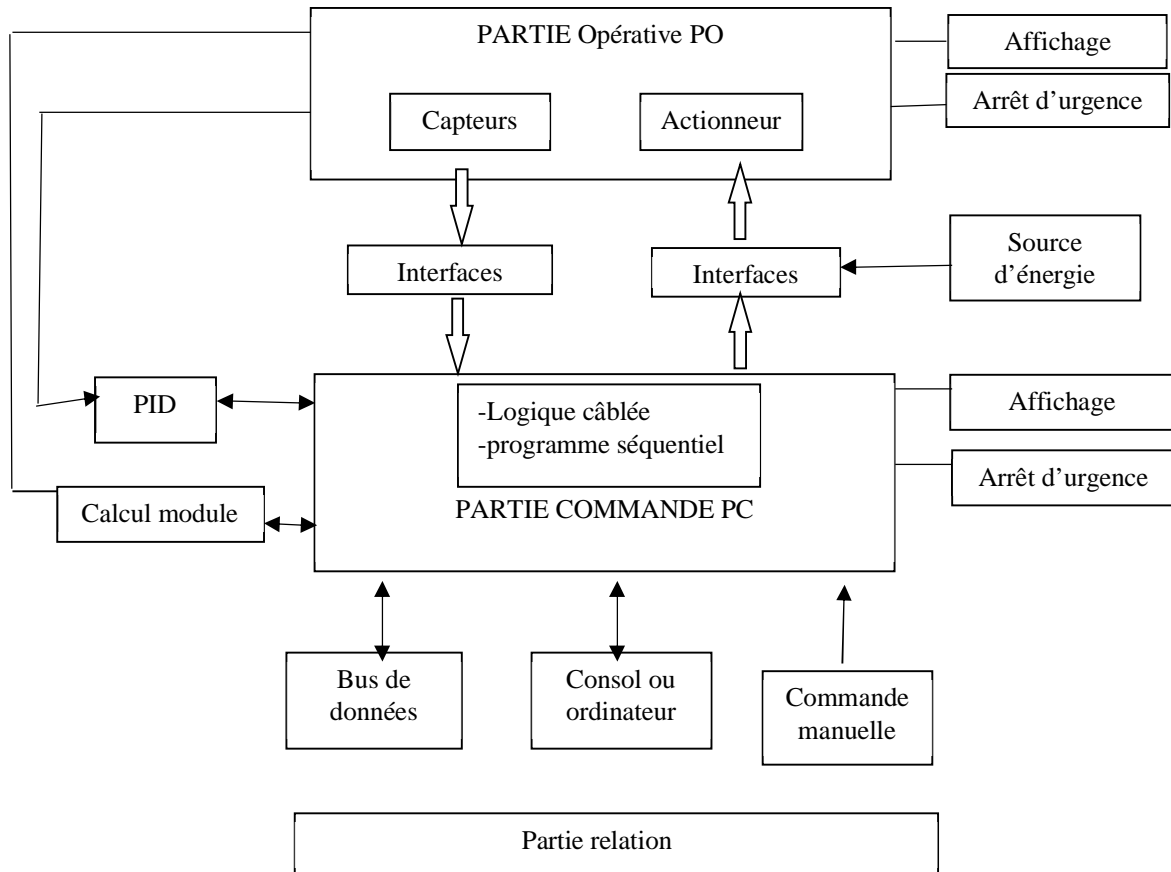 PARTIE Opérative PO
Affichage
Arrêt d’urgence
Capteurs
Actionneur
Interfaces
Interfaces
Source
d’énergie
PID
-Logique câblée
-programme séquentiel
Affichage
Arrêt d’urgence
Calcul module
PARTIE COMMANDE PC
Bus de
données
Consol ou
ordinateur
Commande
manuelle
Partie relation